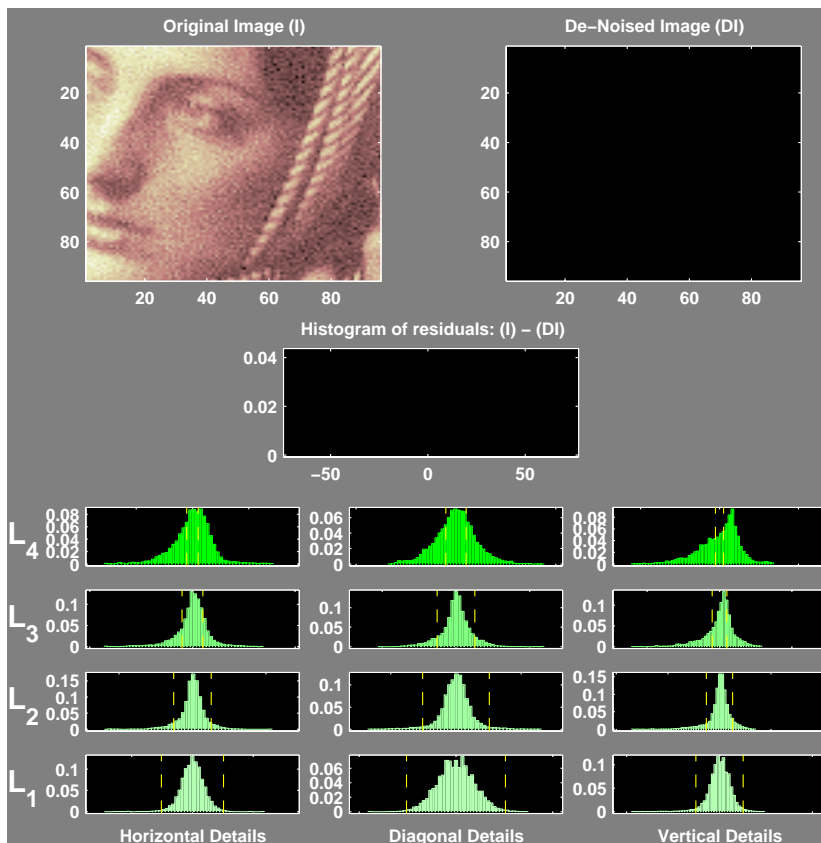 Original Image (I) De−Noised Image (DI)
20 20
40 40
60 60
80 80
20 40 60 80 20 40 60 80
Histogram of residuals: (I) − (DI)
0.04
0.02
0
−50 0 50
L4 0.08 0.06 0.04 0.02 0 0.06 0.04 0.02 0 0.08 0.06 0.04 0.02 0
L3 0.1 0.05 0 0.1 0.05 0 0.1 0.05 0
L2 0.15 0.1 0.05 0 0.1 0.05 0 0.15 0.1 0.05 0
L1 0.1 0.05 0 0.06 0.04 0.02 0 0.1 0.05 0
Horizontal Details Diagonal Details Vertical Details